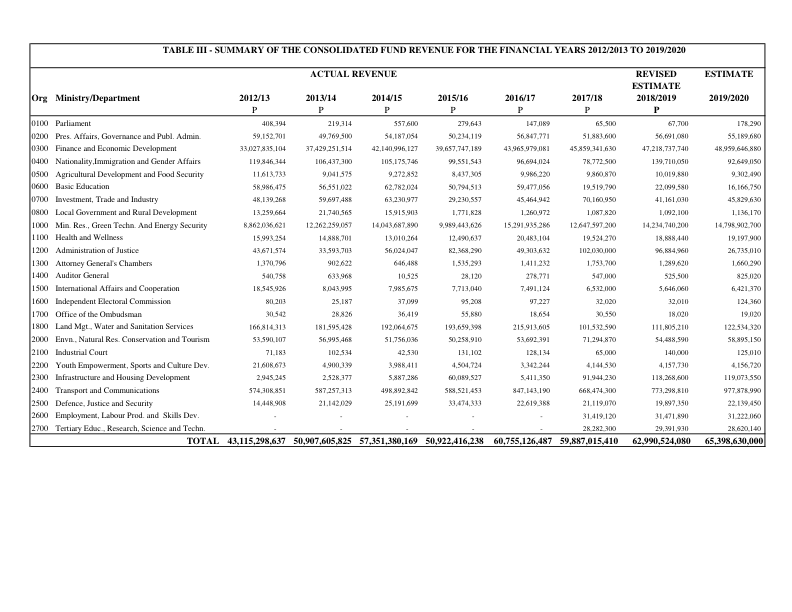 TABLE III - SUMMARY OF THE CONSOLIDATED FUND REVENUE FOR THE FINANCIAL YEARS 2012/2013 TO 2019/2020
ACTUAL REVENUE REVISED ESTIMATE
ESTIMATE
Org Ministry/Department 2012/13 2013/14 2014/15 2015/16 2016/17 2017/18 2018/2019 2019/2020
P P P P P P P
0100 Parliament 408,394 219,314 557,600 279,643 147,089 65,500 67,700 178,290
0200 Pres. Affairs, Governance and Publ. Admin. 59,152,701 49,769,500 54,187,054 50,234,119 56,847,771 51,883,600 56,691,080 55,189,680
0300 Finance and Economic Development 33,027,835,104 37,429,251,514 42,140,996,127 39,657,747,189 43,965,979,081 45,859,341,630 47,218,737,740 48,959,646,880
0400 Nationality,Immigration and Gender Affairs 119,846,344 106,437,300 105,175,746 99,551,543 96,694,024 78,772,500 139,710,050 92,649,050
0500 Agricultural Development and Food Security 11,613,733 9,041,575 9,272,852 8,437,305 9,986,220 9,860,870 10,019,880 9,302,490
0600 Basic Education 58,986,475 56,551,022 62,782,024 50,794,513 59,477,056 19,519,790 22,099,580 16,166,750
0700 Investment, Trade and Industry 48,139,268 59,697,488 63,230,977 29,230,557 45,464,942 70,160,950 41,161,030 45,829,630
0800 Local Government and Rural Development 13,259,664 21,740,565 15,915,903 1,771,828 1,260,972 1,087,820 1,092,100 1,136,170
1000 Min. Res., Green Techn. And Energy Security 8,862,036,621 12,262,259,057 14,043,687,890 9,989,443,626 15,291,935,286 12,647,597,200 14,234,740,200 14,798,902,700
1100 Health and Wellness 15,993,254 14,888,701 13,010,264 12,490,637 20,483,104 19,524,270 18,888,440 19,197,900
1200 Administration of Justice 43,671,574 33,593,703 56,024,047 82,368,290 49,303,632 102,030,000 96,884,960 26,735,010
1300 Attorney General's Chambers 1,370,796 902,622 646,488 1,535,293 1,411,232 1,753,700 1,289,620 1,660,290
1400 Auditor General 540,758 633,968 10,525 28,120 278,771 547,000 525,500 825,020
1500 International Affairs and Cooperation 18,545,926 8,043,995 7,985,675 7,713,040 7,491,124 6,532,000 5,646,060 6,421,370
1600 Independent Electoral Commission 80,203 25,187 37,099 95,208 97,227 32,020 32,010 124,360
1700 Office of the Ombudsman 30,542 28,826 36,419 55,880 18,654 30,550 18,020 19,020
1800 Land Mgt., Water and Sanitation Services 166,814,313 181,595,428 192,064,675 193,659,398 215,913,605 101,532,590 111,805,210 122,534,320
2000 Envn., Natural Res. Conservation and Tourism 53,590,107 56,995,468 51,756,036 50,258,910 53,692,391 71,294,870 54,488,590 58,895,150
2100 Industrial Court 71,183 102,534 42,530 131,102 128,134 65,000 140,000 125,010
2200 Youth Empowerment, Sports and Culture Dev. 21,608,673 4,900,339 3,988,411 4,504,724 3,342,424 4,144,530 4,157,730 4,156,720
2300 Infrastructure and Housing Development 2,945,245 2,528,377 5,887,286 60,089,527 5,411,350 91,944,230 118,268,600 119,073,550
2400 Transport and Communications 574,308,851 587,257,313 498,892,842 588,521,453 847,143,190 668,474,300 773,298,810 977,878,990
2500 Defence, Justice and Security 14,448,908 21,142,029 25,191,699 33,474,333 22,619,388 21,119,070 19,897,350 22,139,450
2600 Employment, Labour Prod. and Skills Dev. - - - - - 31,419,120 31,471,890 31,222,060
2700 Tertiary Educ., Research, Science and Techn. - - - - - 28,282,300 29,391,930 28,620,140
TOTAL 43,115,298,637 50,907,605,825 57,351,380,169 50,922,416,238 60,755,126,487 59,887,015,410 62,990,524,080 65,398,630,000